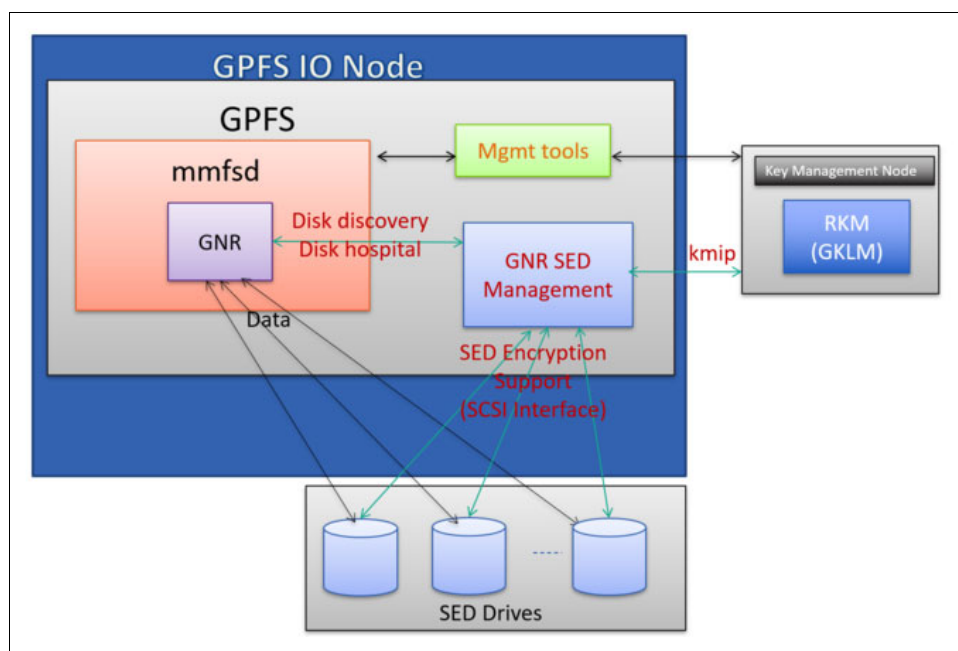 GPFS IO Node
GPFS
mmfsd
GNR
Mgmt tools
Disk discovery
Disk hospital
GNR SED
Management
kmip
Key Management Node
RKM
(GKLM)
Data
SED Encryption
Support
(SCSI Interface)
SED Drives